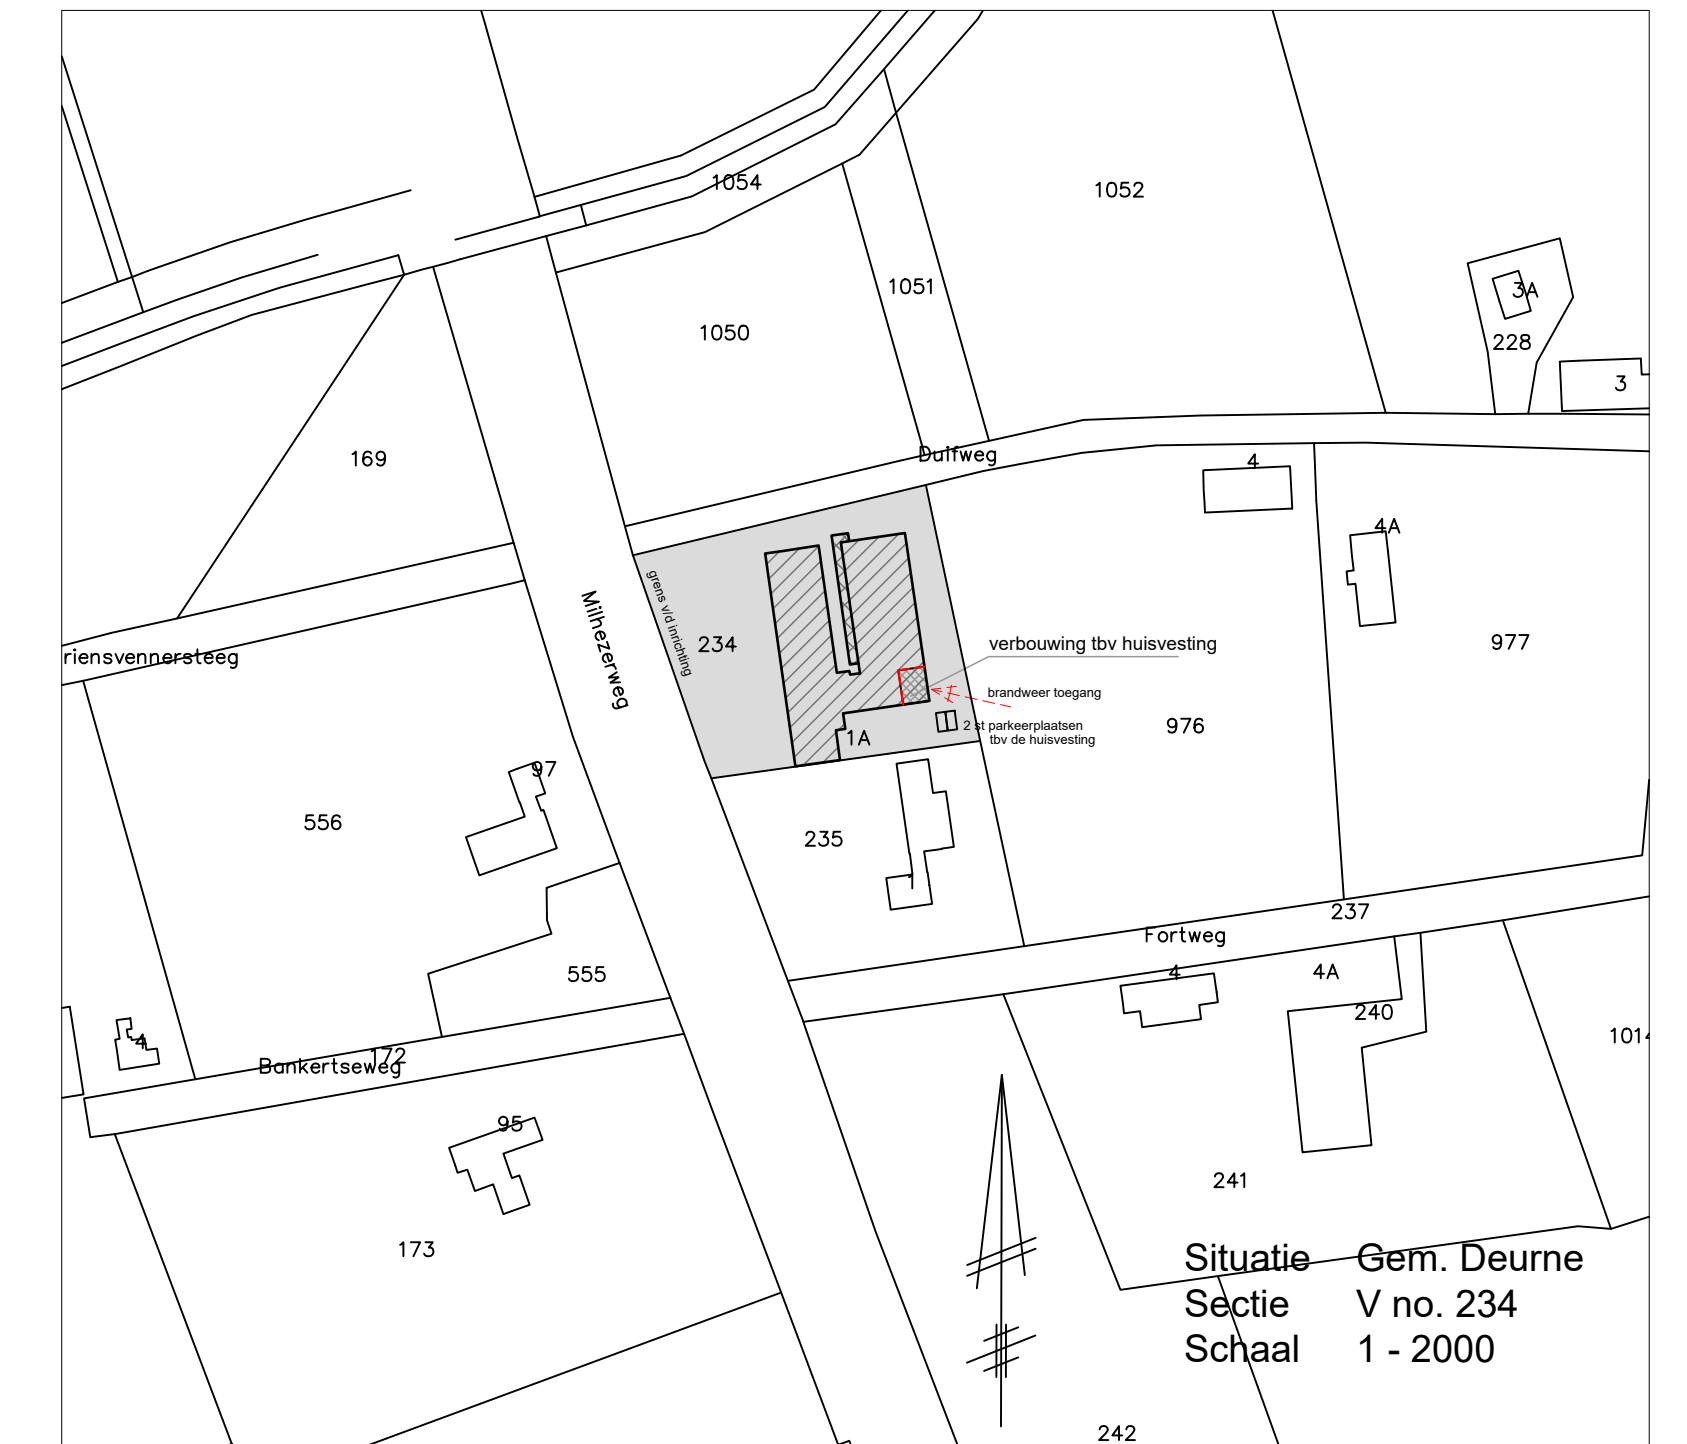 1054
1052
1051
3A
1050
228
3
169
Duifweg
4
4A
Milhezerweg
grens v/d inrichting
234
verbouwing tbv huisvesting
977
riensvennersteeg
brandweer toegang
976
2 st parkeerplaatsen
tbv de huisvesting
1A
97
556
235
237
Fortweg
555
4
4A
240
1014
4
172
Bankertseweg
95
241
173
Situatie Gem. Deurne
Sectie V no. 234
Schaal 1 - 2000
242